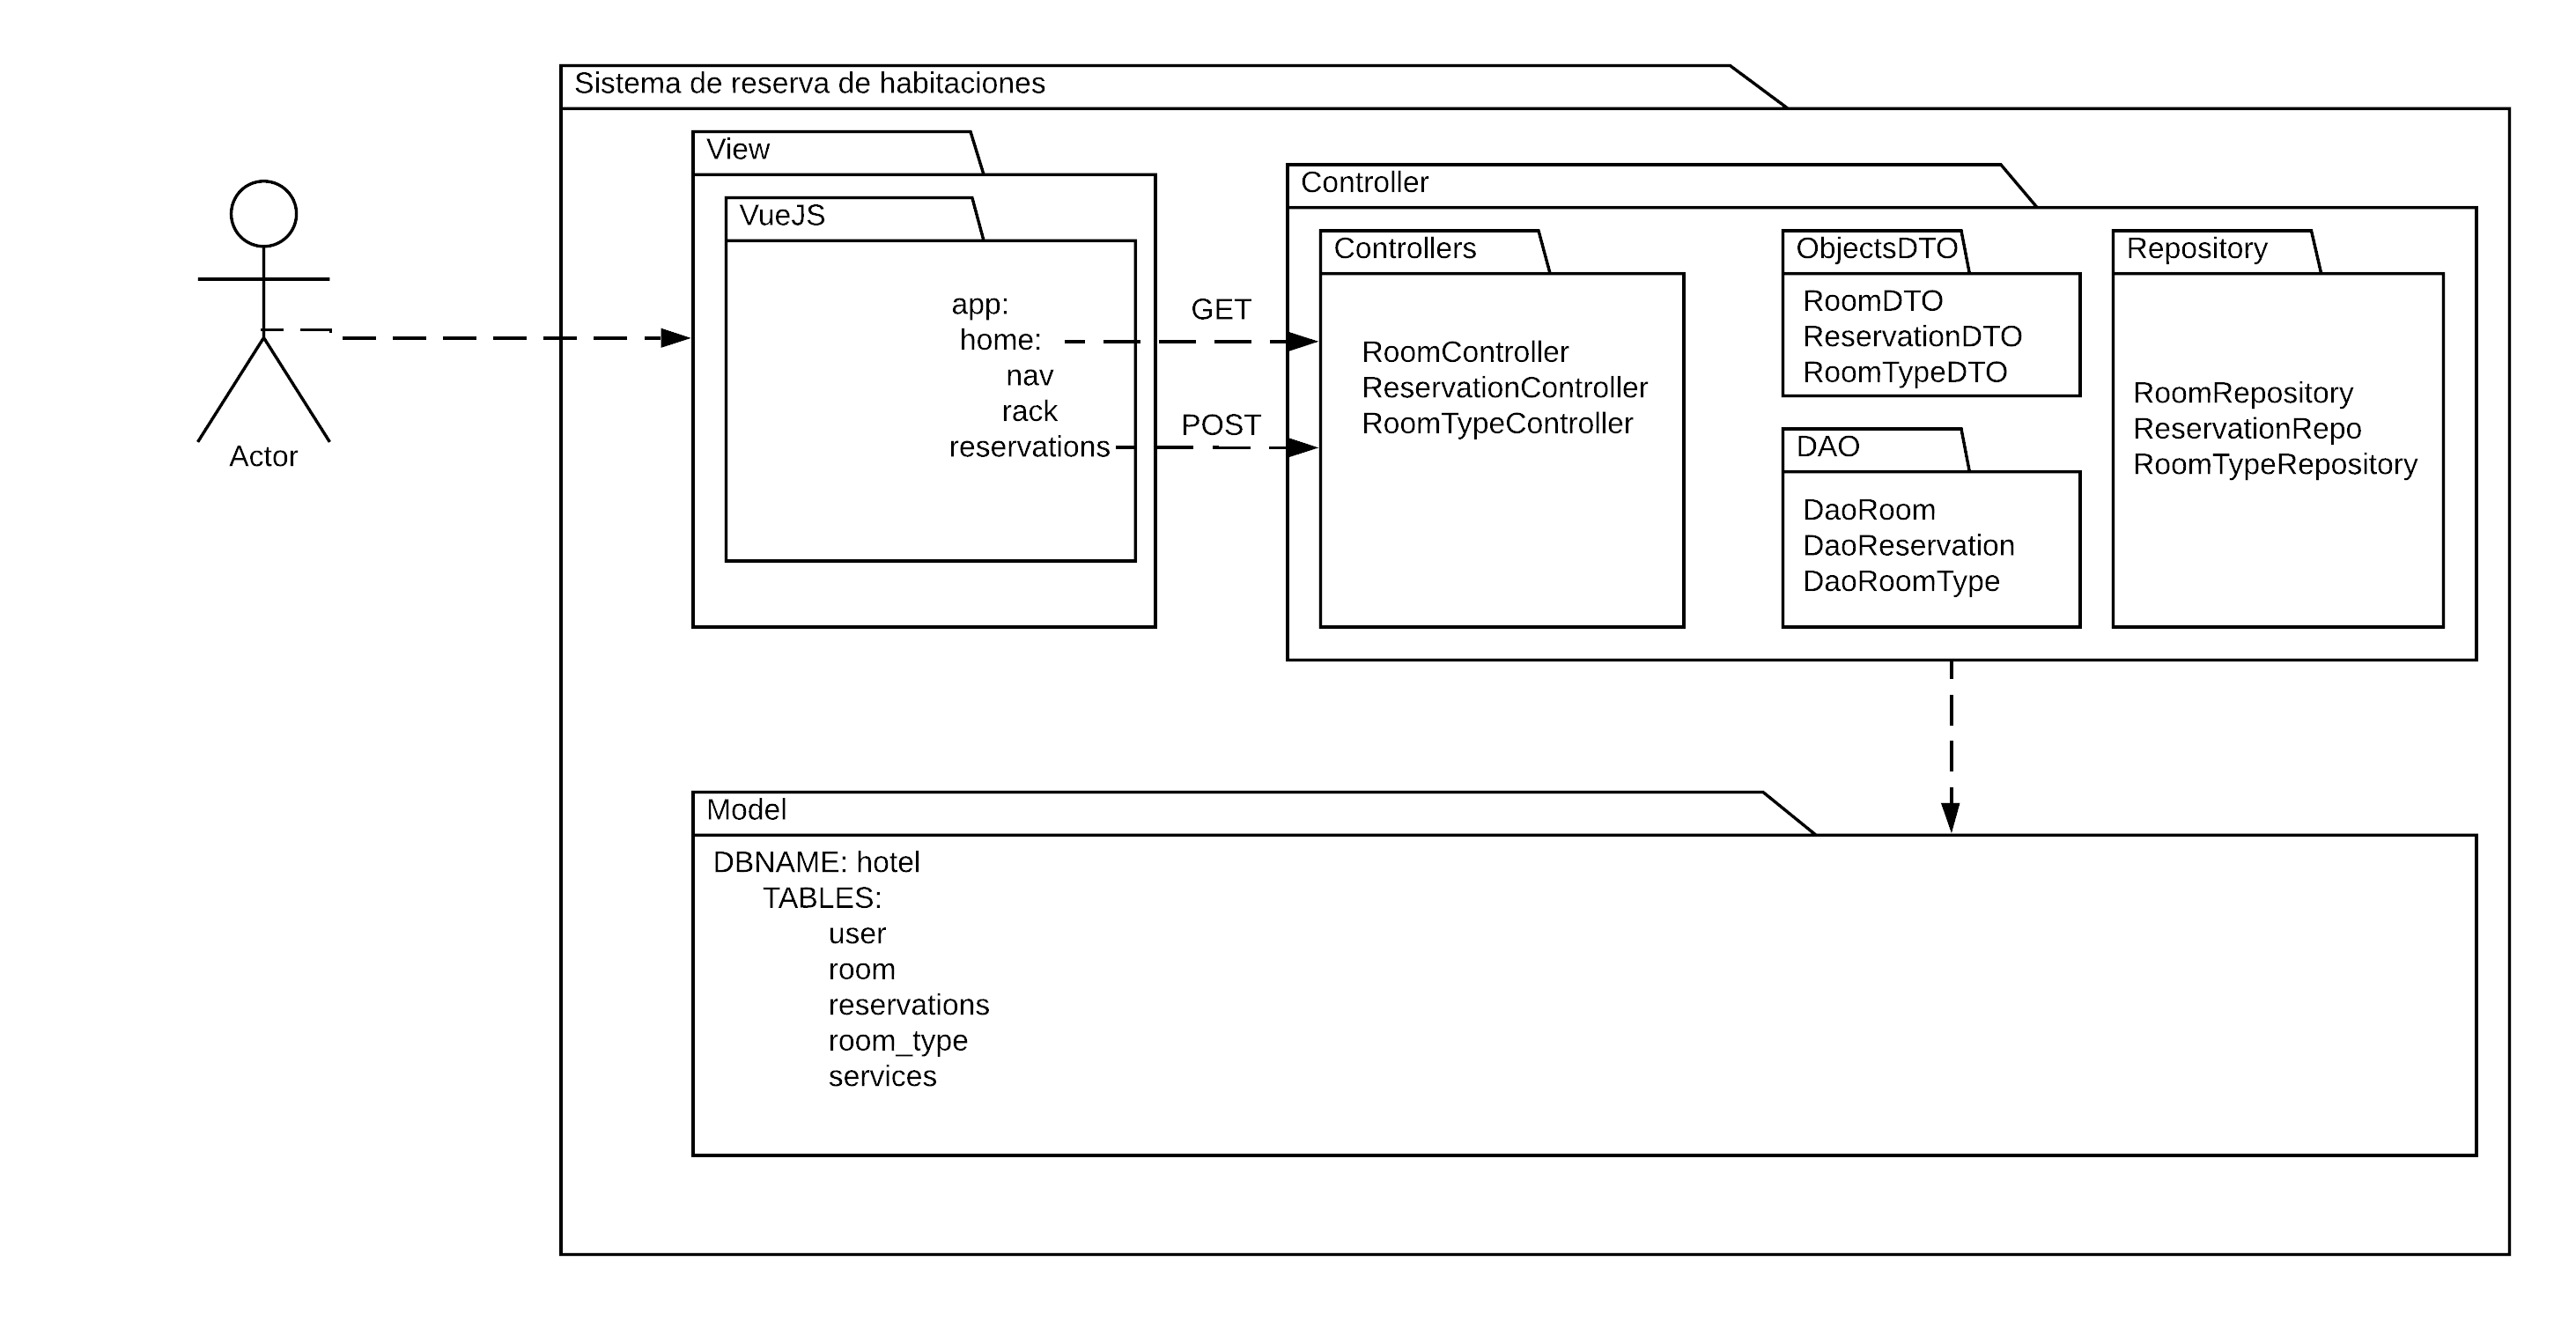 Sistema de reserva de habitaciones
Actor
View
VueJS
app:
home:
nav
rack
reservations
GET
POST
Controller
Controllers
RoomController
ReservationController
RoomTypeController
ObjectsDTO
RoomDTO
ReservationDTO
RoomTypeDTO
DAO
DaoRoom
DaoReservation
DaoRoomType
Repository
RoomRepository
ReservationRepo
RoomTypeRepository
Model
DBNAME: hotel
TABLES:
user
room
reservations
room_type
services